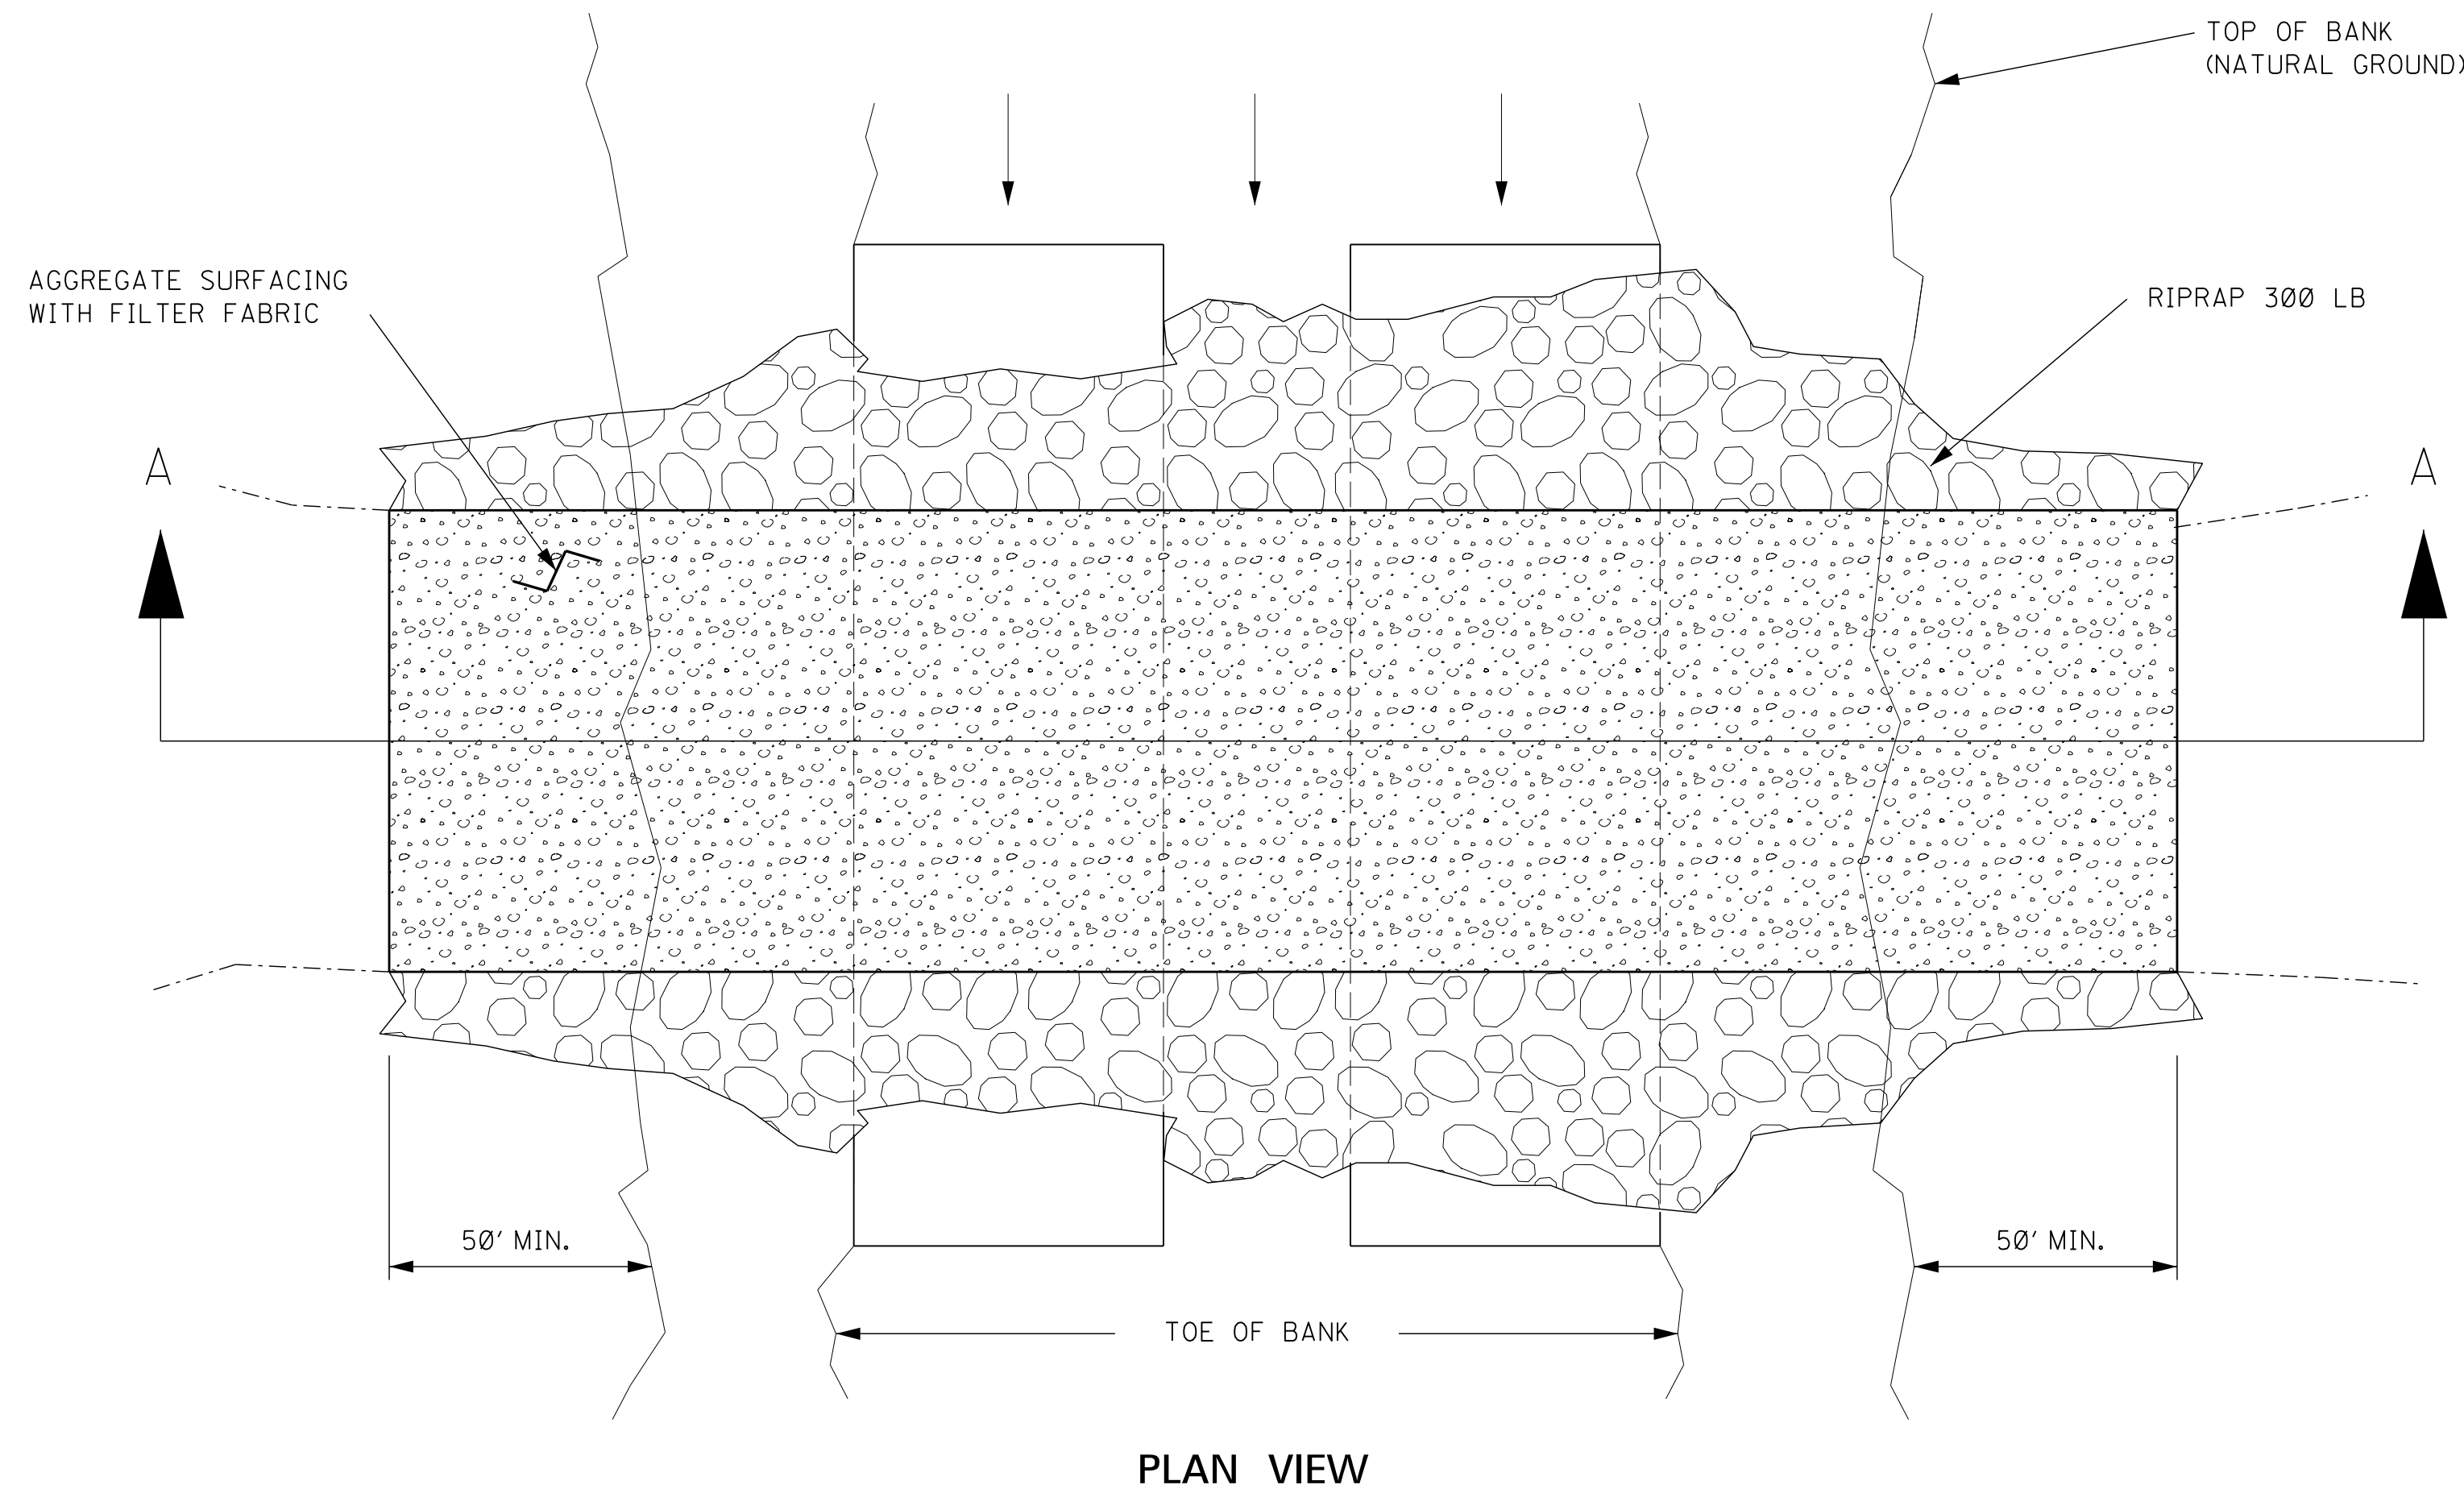 TOP OF BANK
(NATURAL GROUND)
AGGREGATE SURFACING
WITH FILTER FABRIC
RIPRAP 300 LB
A
A
50' MIN.
50' MIN.
TOE OF BANK
PLAN VIEW